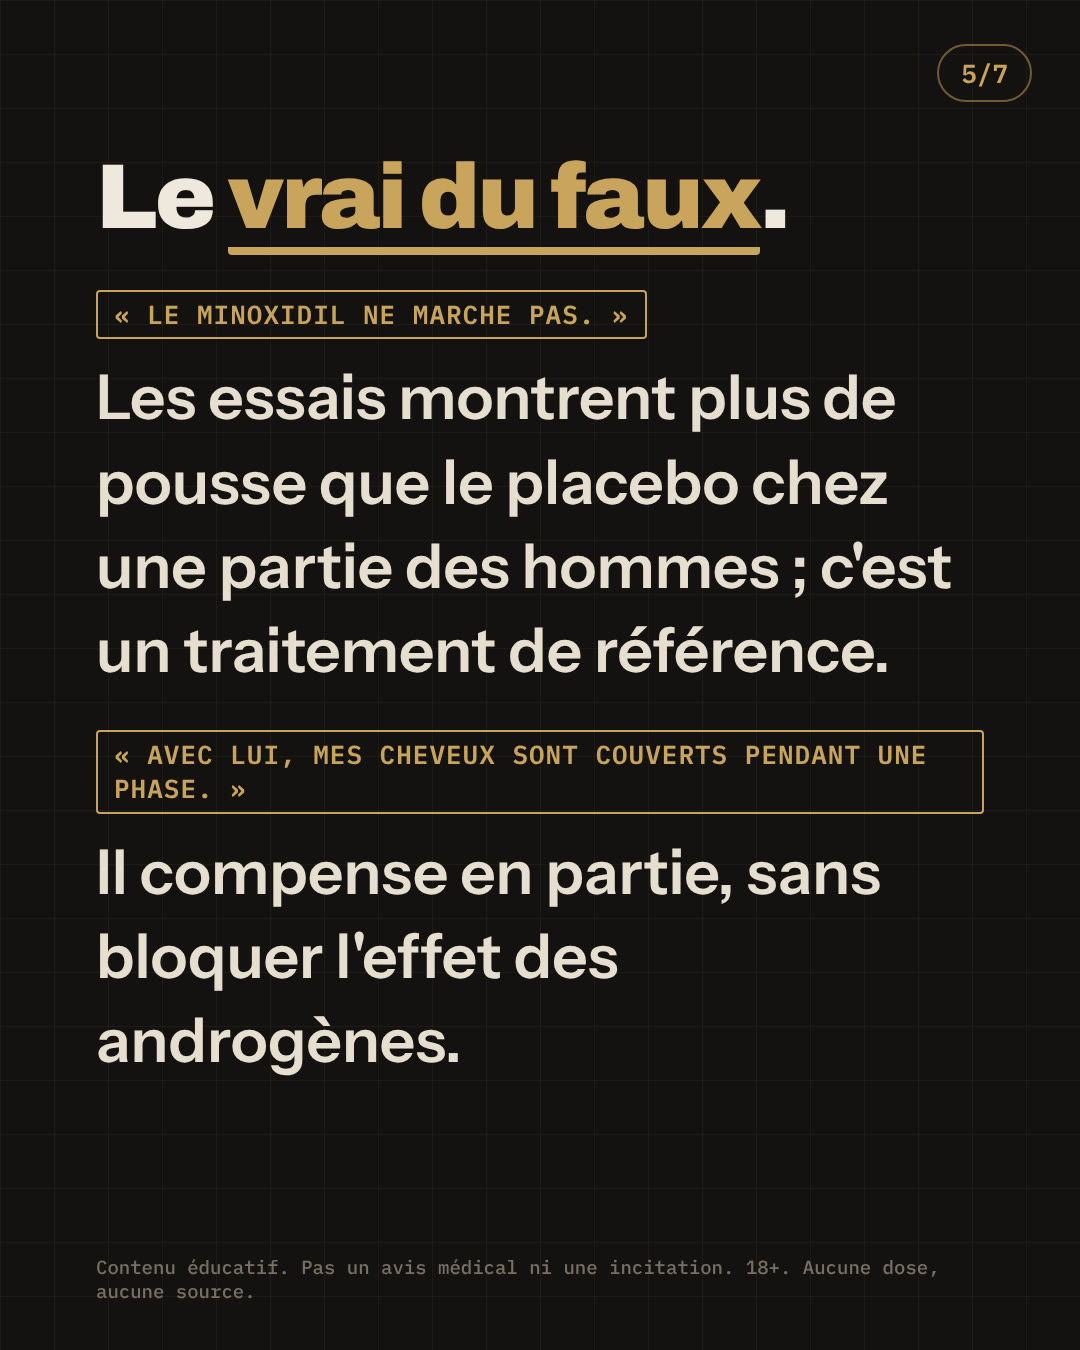 5/7
Le vrai du faux.
« LE MINOXIDIL NE MARCHE PAS. »
Les essais montrent plus de
pousse que le placebo chez
une partie des hommes ; c'est
un traitement de référence.
« AVEC LUI, MES CHEVEUX SONT COUVERTS PENDANT UNE
PHASE. »
Il compense en partie, sans
bloquer l'effet des
androgènes.
Contenu éducatif. Pas un avis médical ni une incitation. 18+. Aucune dose,
aucune source.